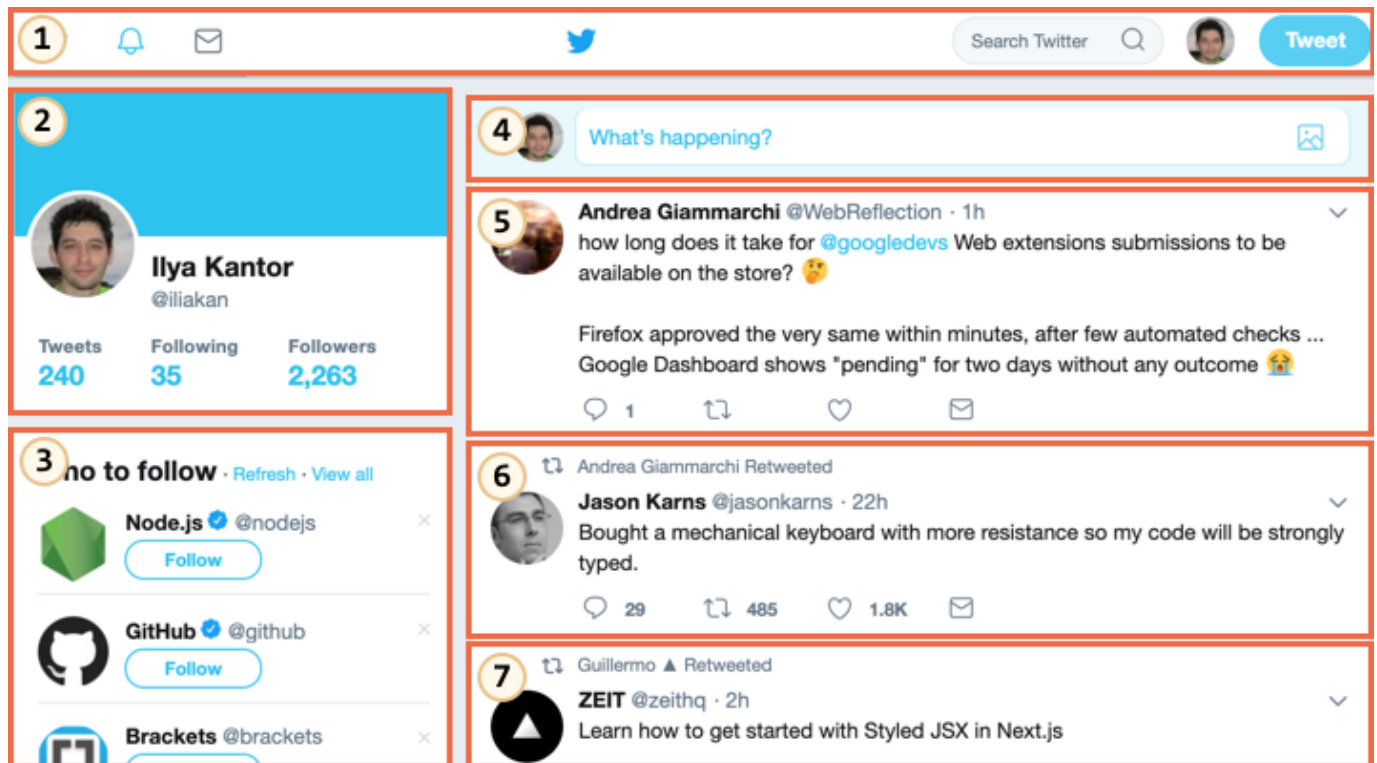 1
Search Twitter
Tweet
2
Ilya Kantor
@iliakan
Tweets Following Followers
240 35 2,263
3
ho to follow · Refresh · View all
Node.js @nodejs
Follow
GitHub @github
Follow
Brackets @brackets
4
What's happening?
5
Andrea Giammarchi @WebReflection · 1h
how long does it take for @googledevs Web extensions submissions to be
available on the store? 🤔
Firefox approved the very same within minutes, after few automated checks ...
Google Dashboard shows "pending" for two days without any outcome 😭
1
6
Andrea Giammarchi Retweeted
Jason Karns @jasonkarns · 22h
Bought a mechanical keyboard with more resistance so my code will be strongly
typed.
29 485 1.8K
7
Guillermo ▲ Retweeted
ZEIT @zeithq · 2h
Learn how to get started with Styled JSX in Next.js